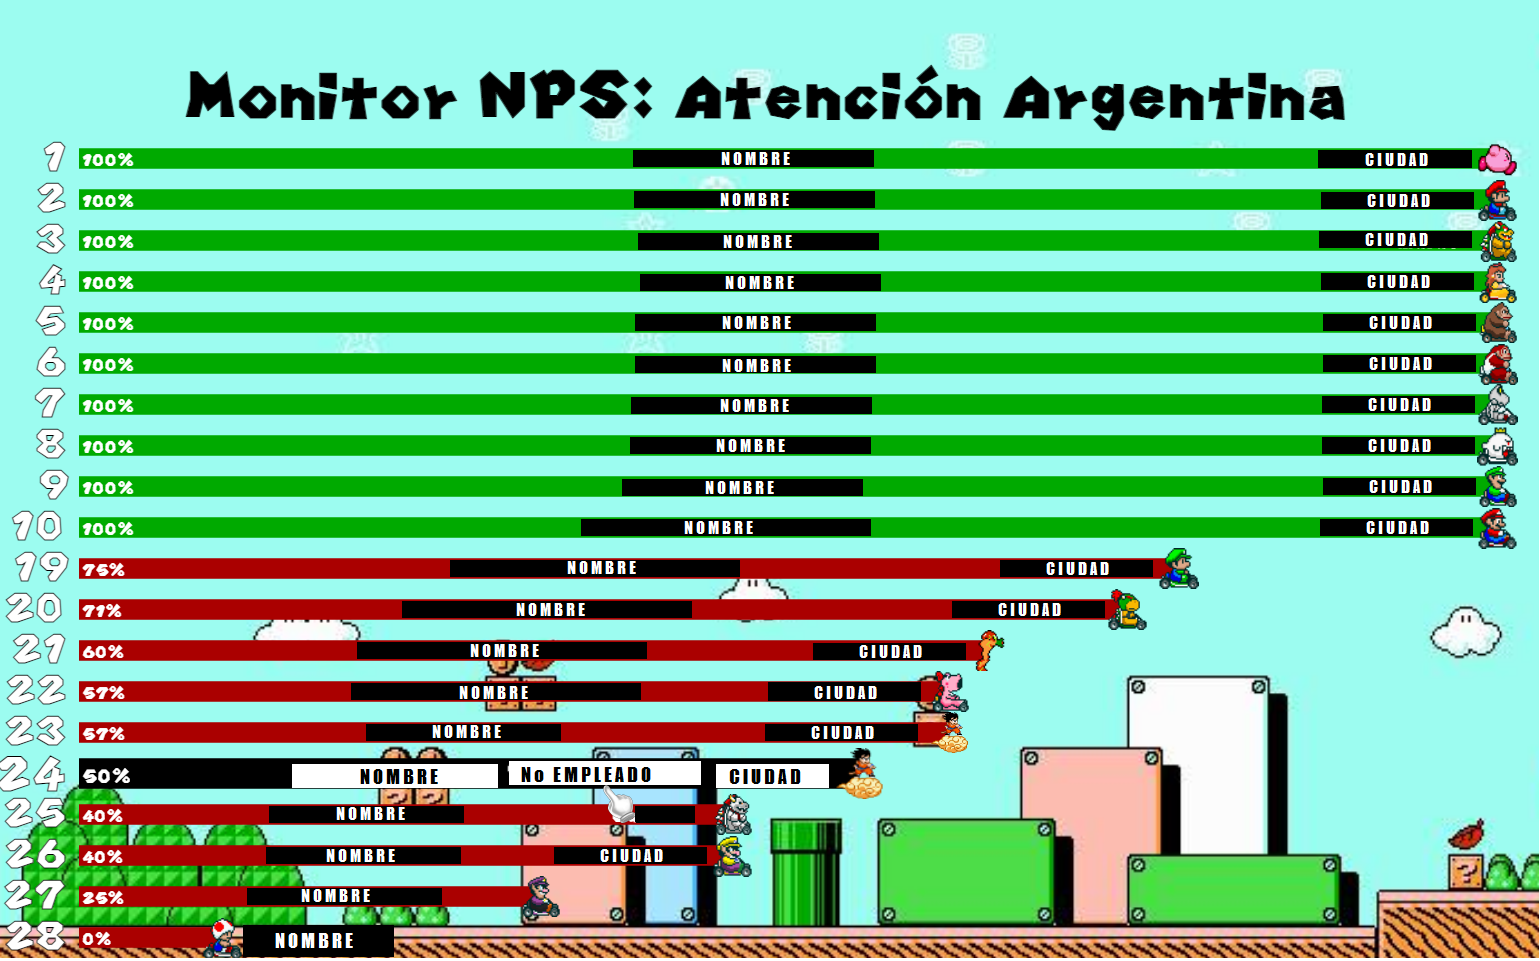 Monitor NPS: Atención Argentina
1 100% NOMBRE CIUDAD
2 100% NOMBRE CIUDAD
3 100% NOMBRE CIUDAD
4 100% NOMBRE CIUDAD
5 100% NOMBRE CIUDAD
6 100% NOMBRE CIUDAD
7 100% NOMBRE CIUDAD
8 100% NOMBRE CIUDAD
9 100% NOMBRE CIUDAD
10 100% NOMBRE CIUDAD
19 75% NOMBRE CIUDAD
20 71% NOMBRE CIUDAD
21 60% NOMBRE CIUDAD
22 57% NOMBRE CIUDAD
23 57% NOMBRE CIUDAD
24 50% NOMBRE No EMPLEADO CIUDAD
25 40% NOMBRE
26 40% NOMBRE CIUDAD
27 25% NOMBRE
28 0% NOMBRE